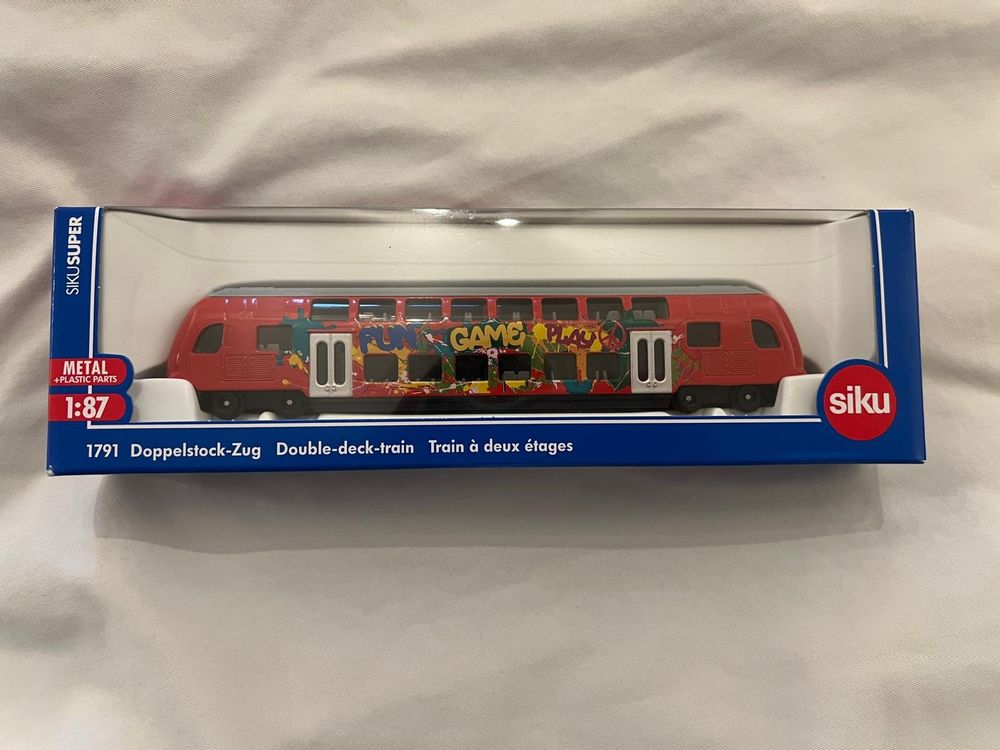 SIKUSUPER
FUN GAME PLAY
METAL
+PLASTIC PARTS
1:87
siku
1791 Doppelstock-Zug Double-deck-train Train à deux étages